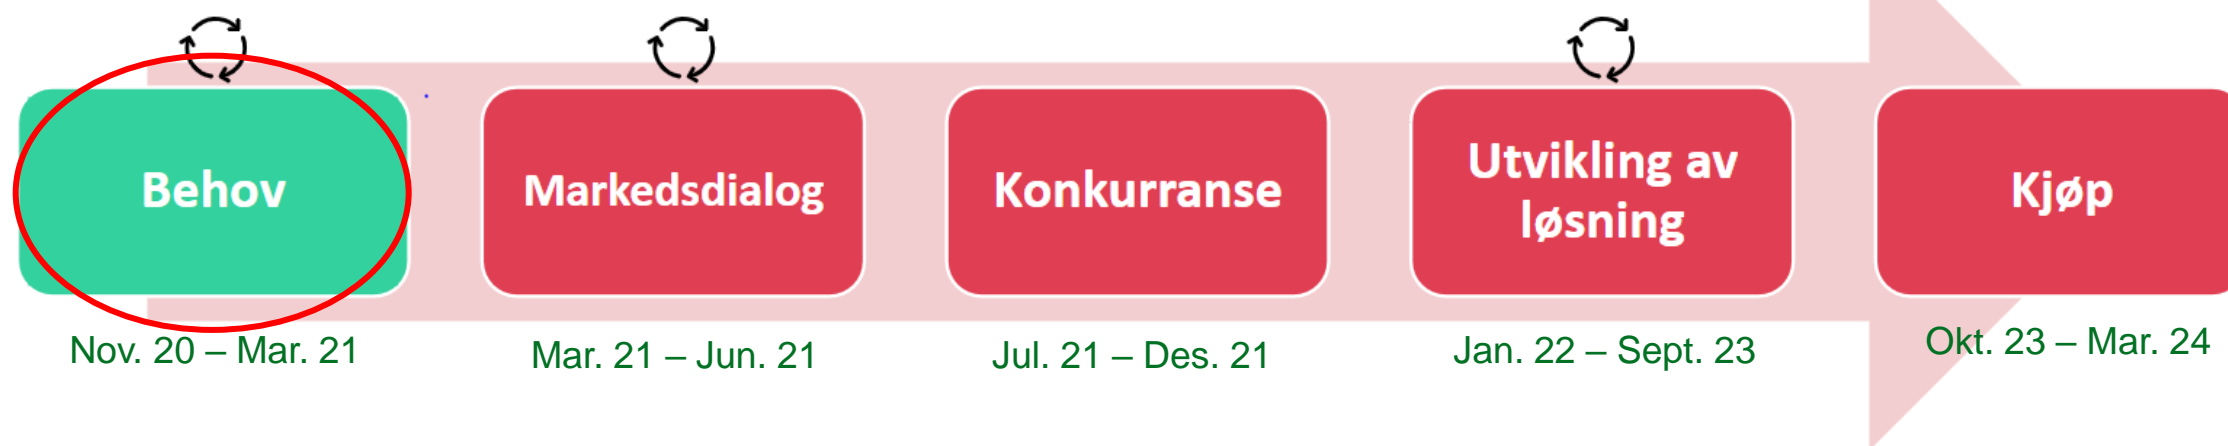 Behov
Markedsdialog
Konkurranse
Utvikling av
løsning
Kjøp
Nov. 20 – Mar. 21
Mar. 21 – Jun. 21
Jul. 21 – Des. 21
Jan. 22 – Sept. 23
Okt. 23 – Mar. 24